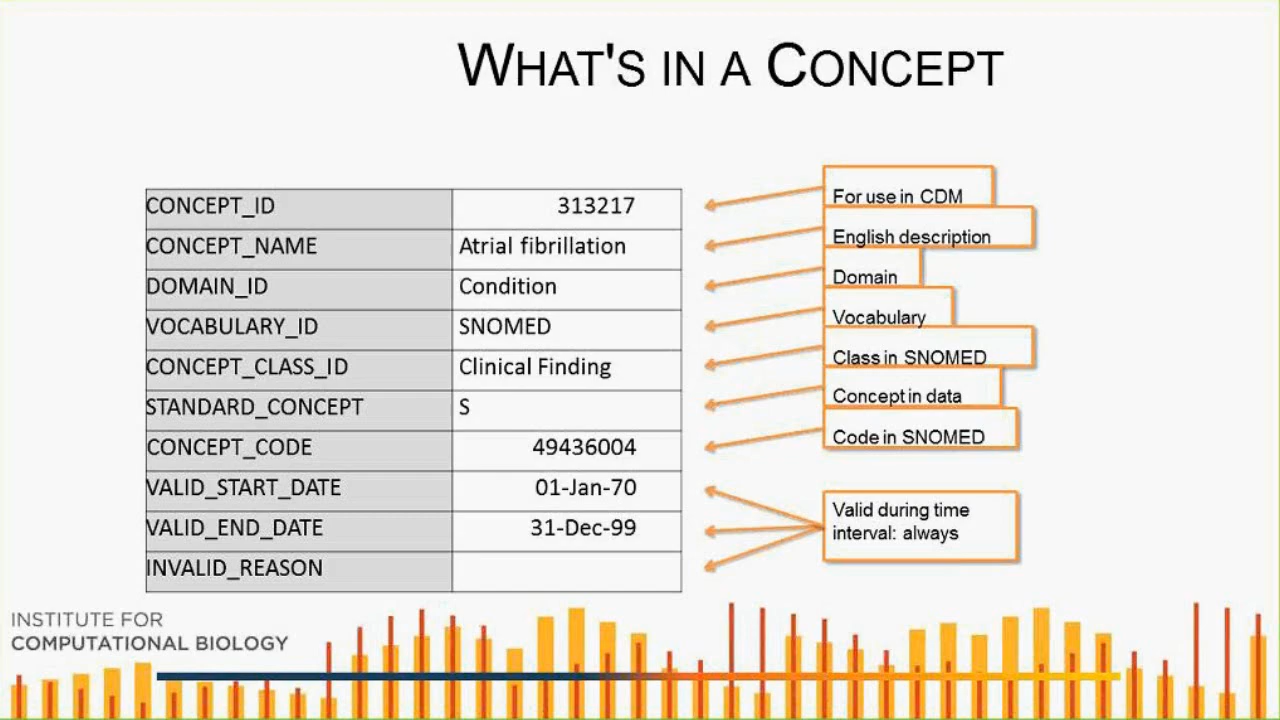 WHAT'S IN A CONCEPT
CONCEPT_ID 313217
For use in CDM
CONCEPT_NAME Atrial fibrillation
English description
DOMAIN_ID Condition
Domain
VOCABULARY_ID SNOMED
Vocabulary
CONCEPT_CLASS_ID Clinical Finding
Class in SNOMED
STANDARD_CONCEPT S
Concept in data
CONCEPT_CODE 49436004
Code in SNOMED
VALID_START_DATE 01-Jan-70
VALID_END_DATE 31-Dec-99
INVALID_REASON
Valid during time
interval: always
INSTITUTE FOR
COMPUTATIONAL BIOLOGY